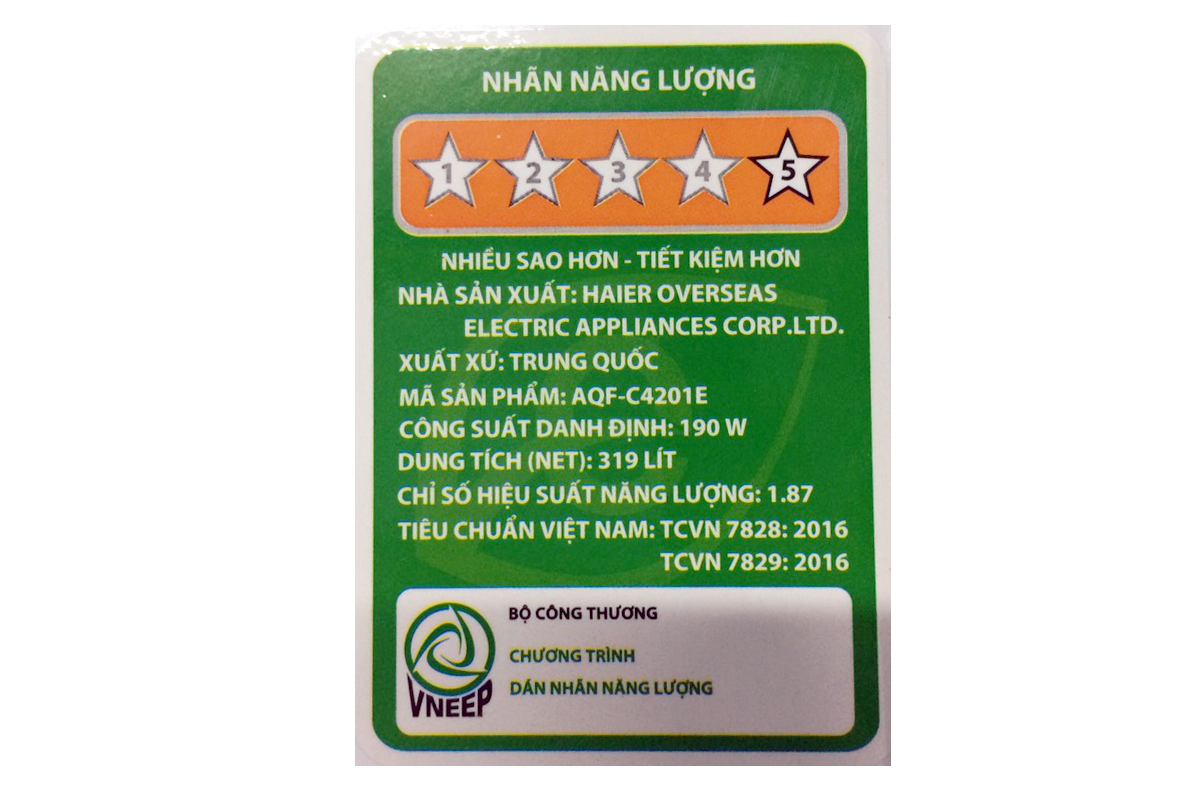 NHÃN NĂNG LƯỢNG
1 2 3 4 5
NHIỀU SAO HƠN - TIẾT KIỆM HƠN
NHÀ SẢN XUẤT: HAIER OVERSEAS
ELECTRIC APPLIANCES CORP.LTD.
XUẤT XỨ: TRUNG QUỐC
MÃ SẢN PHẨM: AQF-C4201E
CÔNG SUẤT DANH ĐỊNH: 190 W
DUNG TÍCH (NET): 319 LÍT
CHỈ SỐ HIỆU SUẤT NĂNG LƯỢNG: 1.87
TIÊU CHUẨN VIỆT NAM: TCVN 7828: 2016
TCVN 7829: 2016
BỘ CÔNG THƯƠNG
CHƯƠNG TRÌNH
DÁN NHÃN NĂNG LƯỢNG
VNEEP